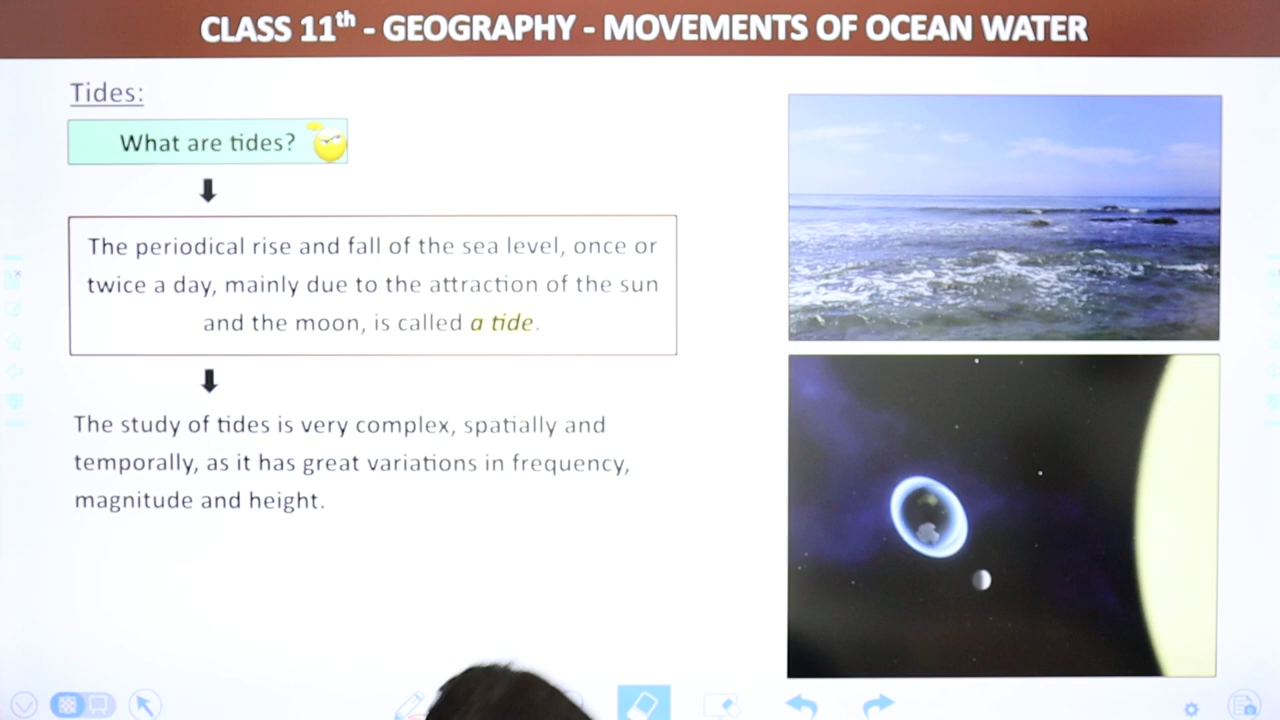 CLASS 11th - GEOGRAPHY - MOVEMENTS OF OCEAN WATER
Tides:
What are tides?
The periodical rise and fall of the sea level, once or
twice a day, mainly due to the attraction of the sun
and the moon, is called a tide.
The study of tides is very complex, spatially and
temporally, as it has great variations in frequency,
magnitude and height.